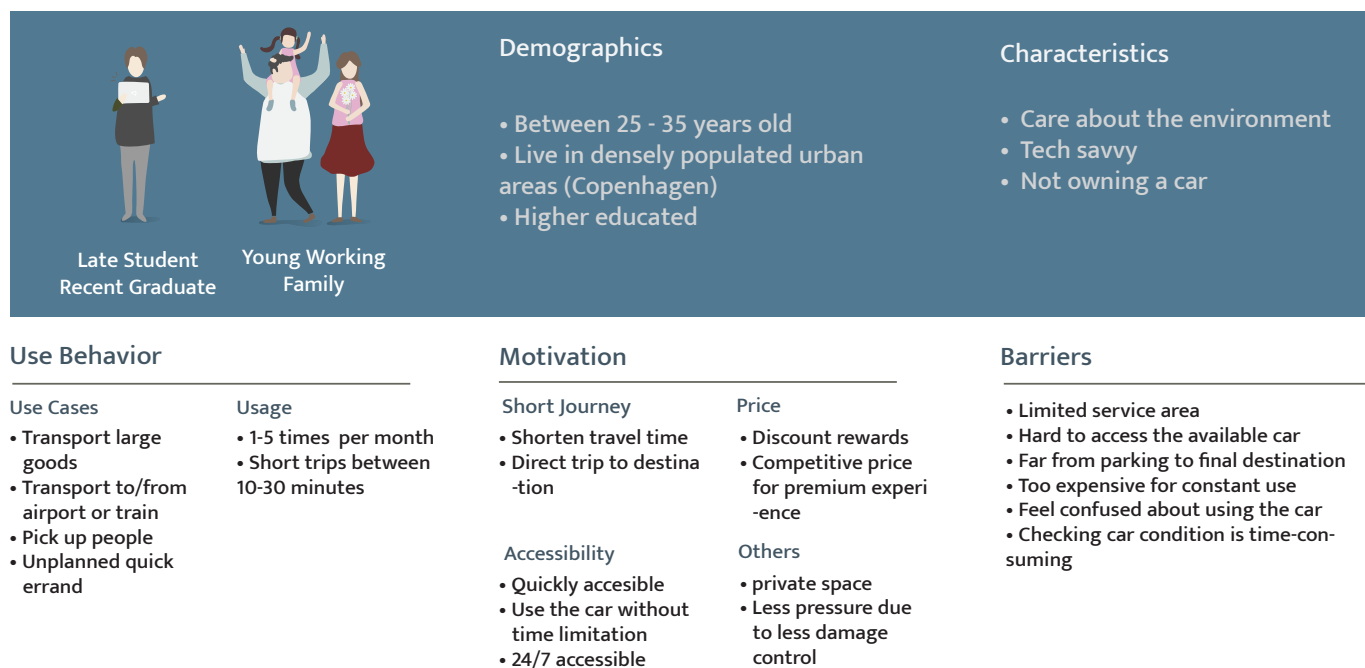 Late Student
Recent Graduate
Young Working
Family
Demographics
• Between 25 - 35 years old
• Live in densely populated urban
areas (Copenhagen)
• Higher educated
Characteristics
• Care about the environment
• Tech savvy
• Not owning a car
Use Behavior
Use Cases
• Transport large
goods
• Transport to/from
airport or train
• Pick up people
• Unplanned quick
errand
Usage
• 1-5 times per month
• Short trips between
10-30 minutes
Motivation
Short Journey
• Shorten travel time
• Direct trip to destina
-tion
Price
• Discount rewards
• Competitive price
for premium experi
-ence
Accessibility
• Quickly accesible
• Use the car without
time limitation
• 24/7 accessible
Others
• private space
• Less pressure due
to less damage
control
Barriers
• Limited service area
• Hard to access the available car
• Far from parking to final destination
• Too expensive for constant use
• Feel confused about using the car
• Checking car condition is time-con-
suming